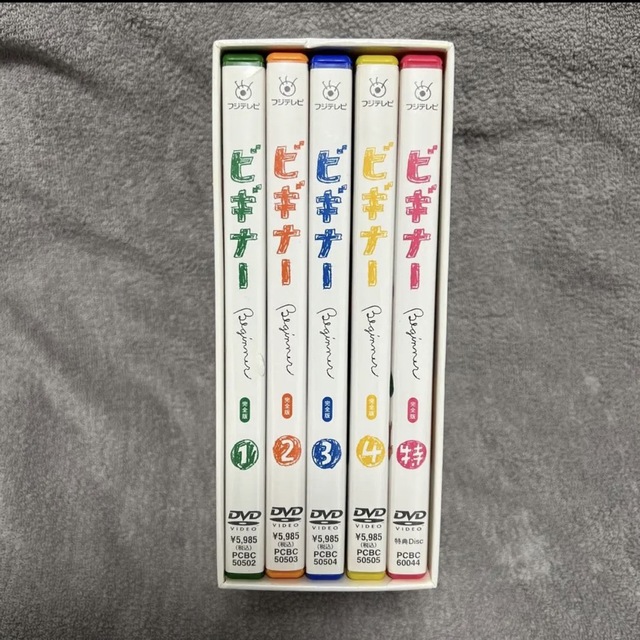 フジテレビ
ビギナー
Beginner
完全版
1
DVD
VIDEO
¥5,985
(税込)
PCBC
50502
フジテレビ
ビギナー
Beginner
完全版
2
DVD
VIDEO
¥5,985
(税込)
PCBC
50503
フジテレビ
ビギナー
Beginner
完全版
3
DVD
VIDEO
¥5,985
(税込)
PCBC
50504
フジテレビ
ビギナー
Beginner
完全版
4
DVD
VIDEO
¥5,985
(税込)
PCBC
50505
フジテレビ
ビギナー
Beginner
完全版
特
DVD
VIDEO
特典Disc
PCBC
60044